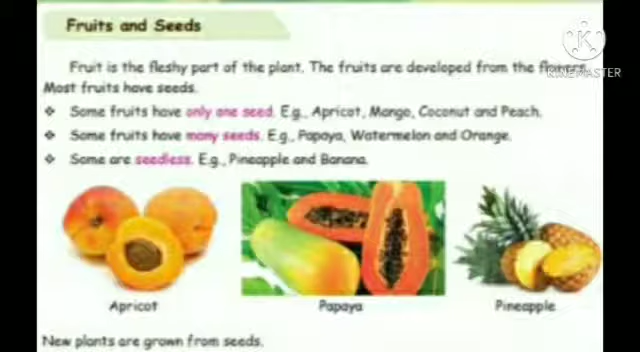 Fruits and Seeds
Fruit is the fleshy part of the plant. The fruits are developed from the flowers.
Most fruits have seeds.
❖ Some fruits have only one seed. E.g., Apricot, Mango, Coconut and Peach.
❖ Some fruits have many seeds. E.g., Papaya, Watermelon and Orange.
❖ Some are seedless. E.g., Pineapple and Banana.
Apricot Papaya Pineapple
New plants are grown from seeds.
KINEMASTER